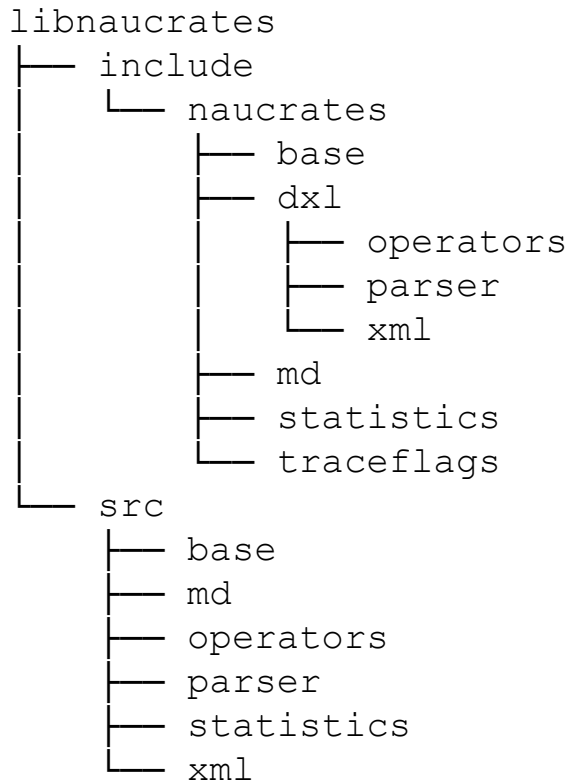 libnaucrates
├── include
│   └── naucrates
│       ├── base
│       ├── dxl
│       │   ├── operators
│       │   ├── parser
│       │   └── xml
│       ├── md
│       ├── statistics
│       └── traceflags
└── src
    ├── base
    ├── md
    ├── operators
    ├── parser
    ├── statistics
    └── xml